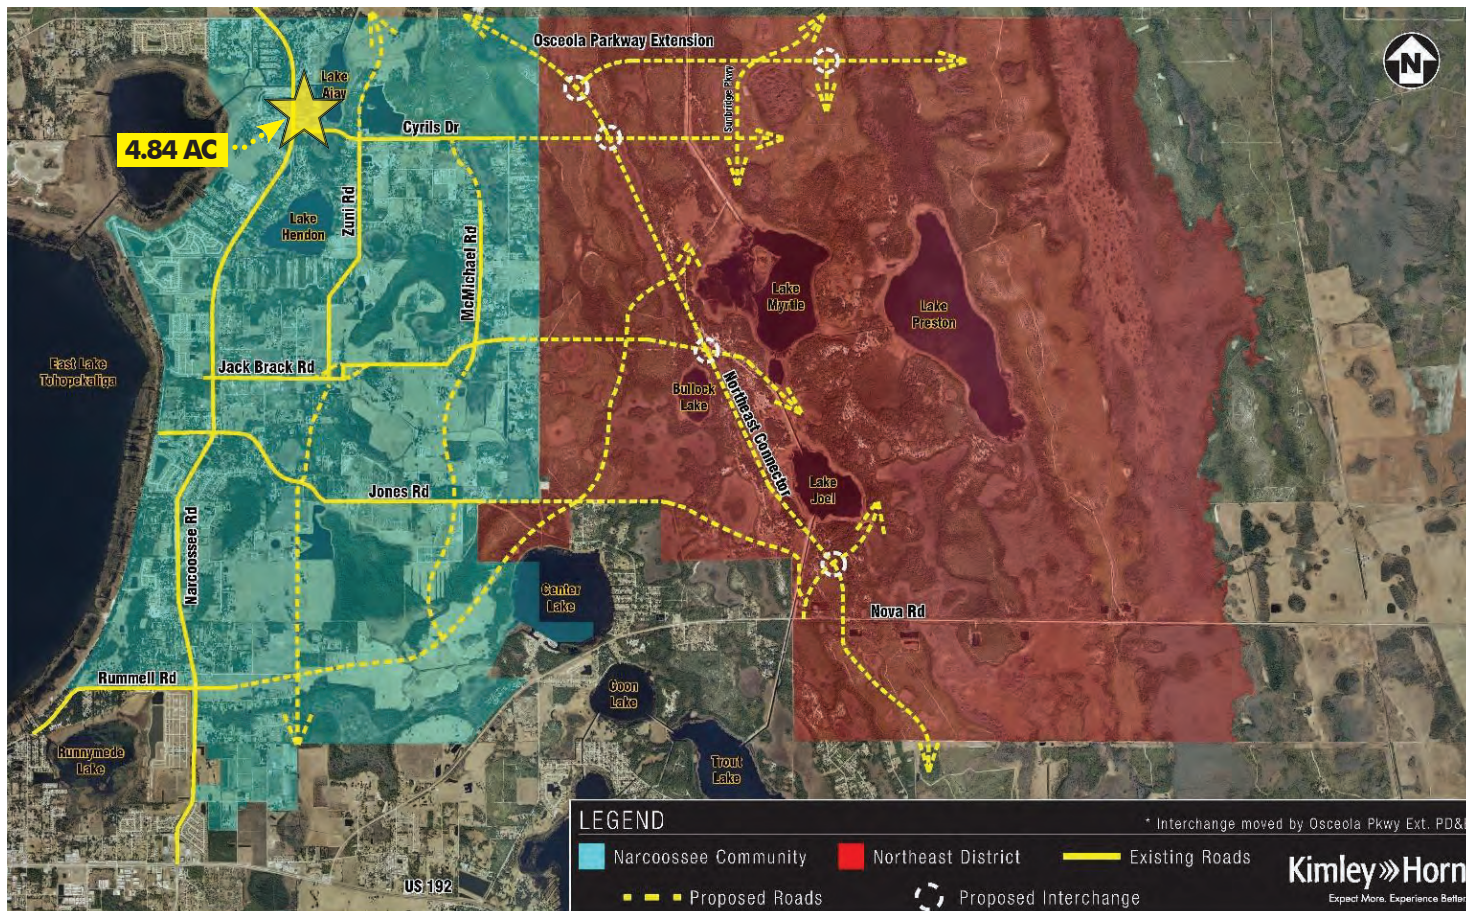 Osceola Parkway Extension
N
Lake
Ajay
Sunbridge Pkwy
4.84 AC
Cyrils Dr
Zuni Rd
Lake
Hendon
McMichael Rd
Lake
Myrtle
Lake
Preston
East Lake
Tohopekaliga
Jack Brack Rd
Bullock
Lake
Northeast Connector
Lake
Joel
Jones Rd
Narcoossee Rd
Center
Lake
Nova Rd
Rummell Rd
Coon
Lake
Runnymede
Lake
Trout
Lake
US 192
LEGEND
* Interchange moved by Osceola Pkwy Ext. PD&E
Narcoossee Community
Northeast District
Existing Roads
Proposed Roads
Proposed Interchange
Kimley»Horn
Expect More. Experience Better.